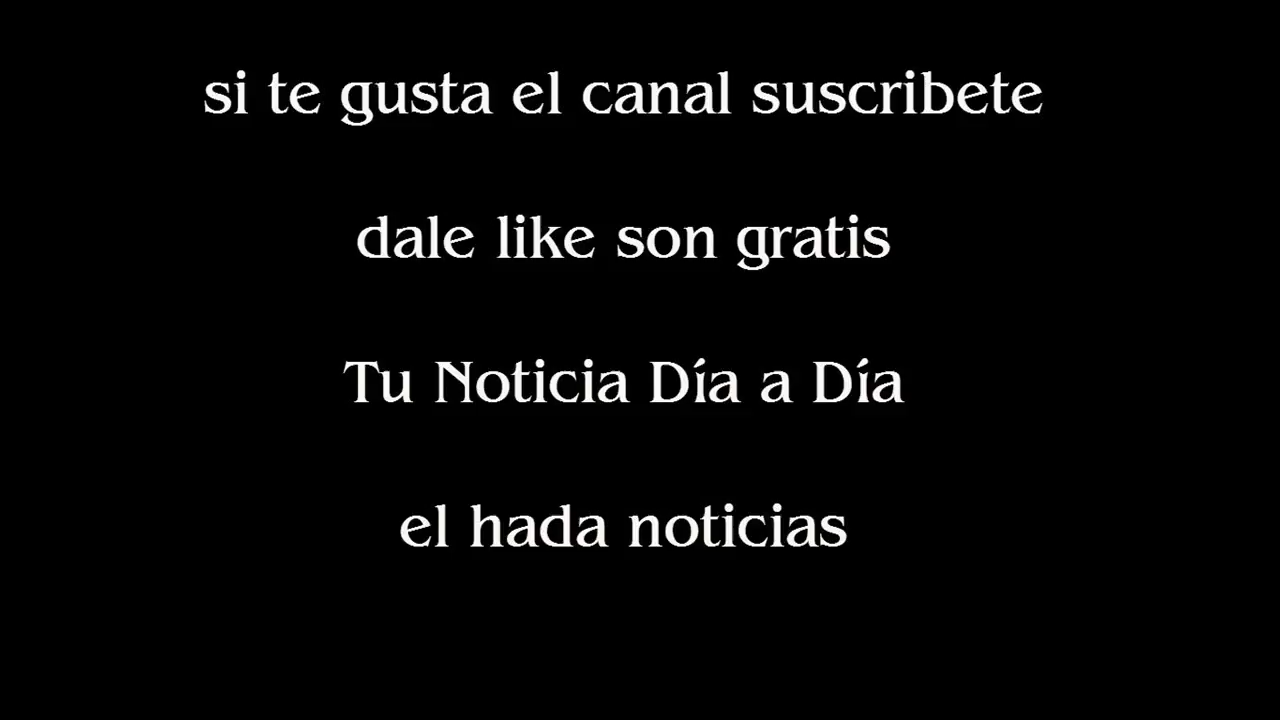 si te gusta el canal suscribete
dale like son gratis
Tu Noticia Día a Día
el hada noticias